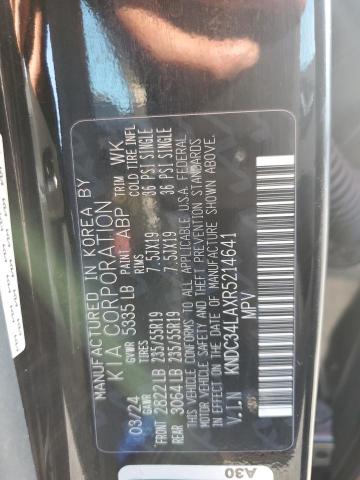 MANUFACTURED IN KOREA BY
KIA CORPORATION
03/24 GVWR 5335 LB PAINT ABP TRIM WK
GAWR TIRES RIMS COLD TIRE INFL
FRONT 2822 LB 235/55R19 7.5JX19 36 PSI SINGLE
REAR 3064 LB 235/55R19 7.5JX19 36 PSI SINGLE
THIS VEHICLE CONFORMS TO ALL APPLICABLE U.S.A. FEDERAL
MOTOR VEHICLE SAFETY AND THEFT PREVENTION STANDARDS
IN EFFECT ON THE DATE OF MANUFACTURE SHOWN ABOVE.
V.I.N KNDC34LAXR5214641
MPV
A30